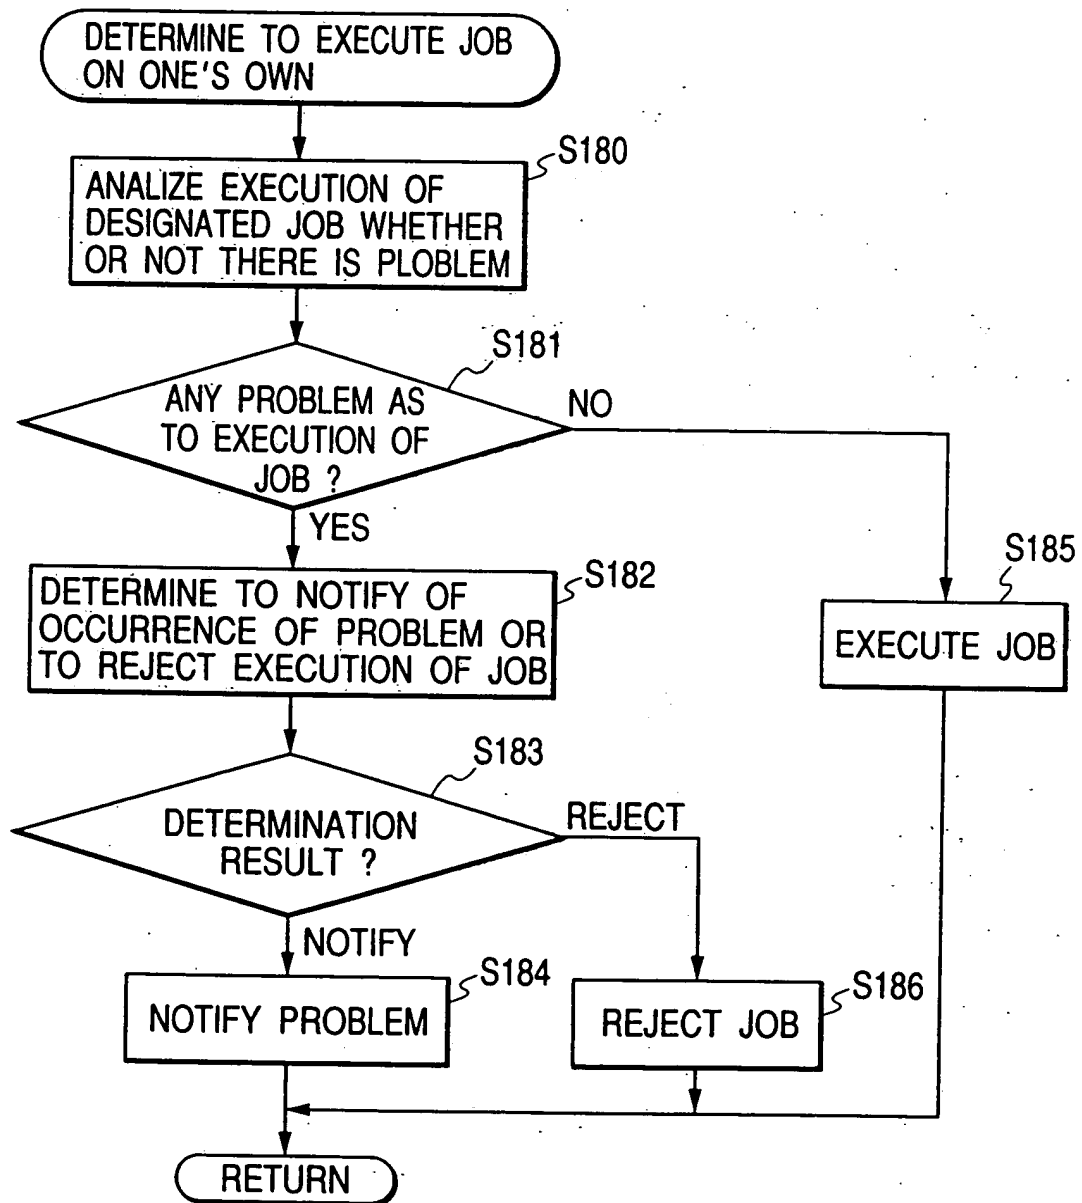 DETERMINE TO EXECUTE JOB
ON ONE'S OWN
S180
ANALIZE EXECUTION OF
DESIGNATED JOB WHETHER
OR NOT THERE IS PLOBLEM
S181
ANY PROBLEM AS
TO EXECUTION OF
JOB ?
NO
YES
S182
DETERMINE TO NOTIFY OF
OCCURRENCE OF PROBLEM OR
TO REJECT EXECUTION OF JOB
S185
EXECUTE JOB
S183
DETERMINATION
RESULT ?
REJECT
NOTIFY
S184
NOTIFY PROBLEM
S186
REJECT JOB
RETURN